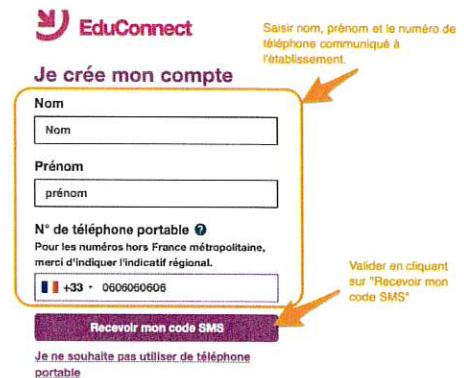 EduConnect
Saisir nom, prénom et le numéro de
téléphone communiqué à
l'établissement.
Je crée mon compte
Nom
Nom
Prénom
prénom
N° de téléphone portable ?
Pour les numéros hors France métropolitaine,
merci d'indiquer l'indicatif régional.
+33 - 0606060606
Valider en cliquant
sur "Recevoir mon
code SMS"
Recevoir mon code SMS
Je ne souhaite pas utiliser de téléphone
portable